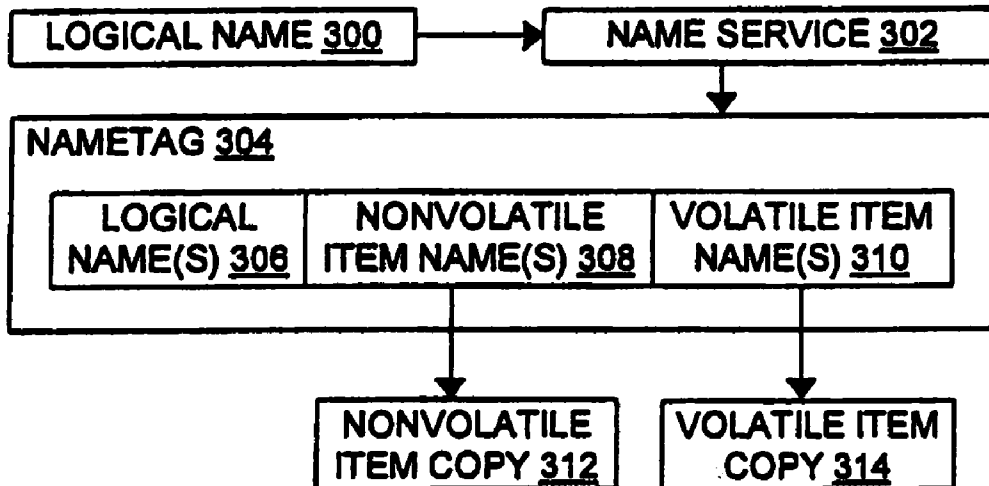 LOGICAL NAME 300
NAME SERVICE 302
NAMETAG 304
LOGICAL
NAME(S) 306
NONVOLATILE
ITEM NAME(S) 308
VOLATILE ITEM
NAME(S) 310
NONVOLATILE
ITEM COPY 312
VOLATILE ITEM
COPY 314